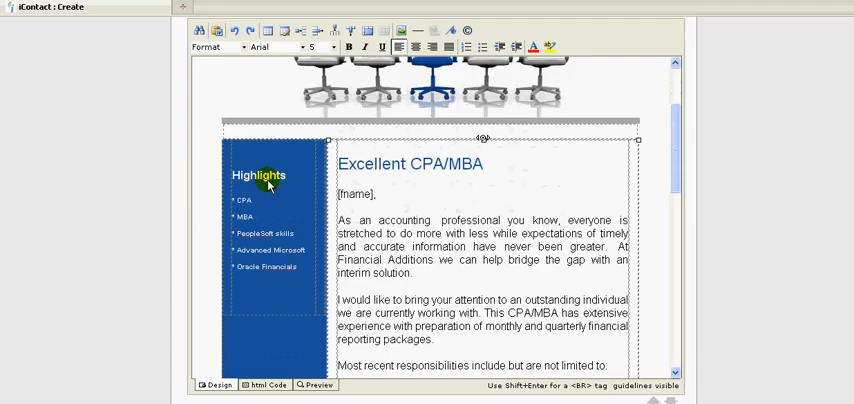 iContact : Create
Format Arial 5 B I U A ab
Excellent CPA/MBA
Highlights
* CPA
* MBA
* PeopleSoft skills
* Advanced Microsoft
* Oracle Financials
[fname],
As an accounting professional you know, everyone is
stretched to do more with less while expectations of timely
and accurate information have never been greater. At
Financial Additions we can help bridge the gap with an
interim solution.
I would like to bring your attention to an outstanding individual
we are currently working with. This CPA/MBA has extensive
experience with preparation of monthly and quarterly financial
reporting packages.
Most recent responsibilities include but are not limited to:
Design html Code Preview Use Shift+Enter for a <BR> tag guidelines visible